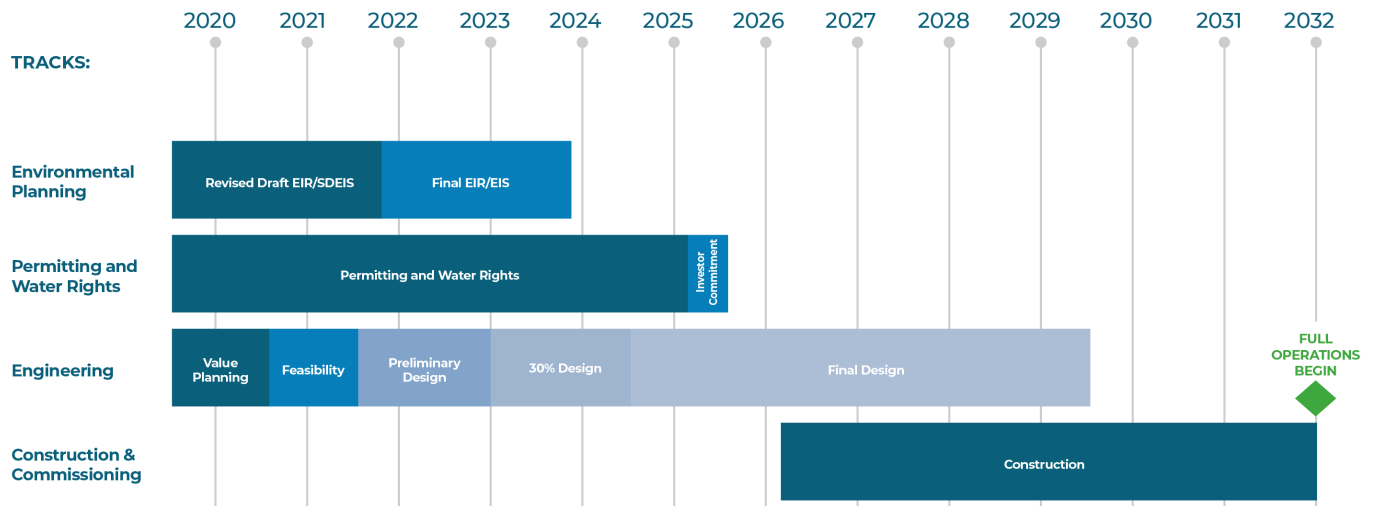 2020 2021 2022 2023 2024 2025 2026 2027 2028 2029 2030 2031 2032
TRACKS:
Environmental
Planning
Revised Draft EIR/SDEIS
Final EIR/EIS
Permitting and
Water Rights
Permitting and Water Rights
Investor
Commitment
Engineering
Value
Planning
Feasibility
Preliminary
Design
30% Design
Final Design
FULL
OPERATIONS
BEGIN
Construction &
Commissioning
Construction